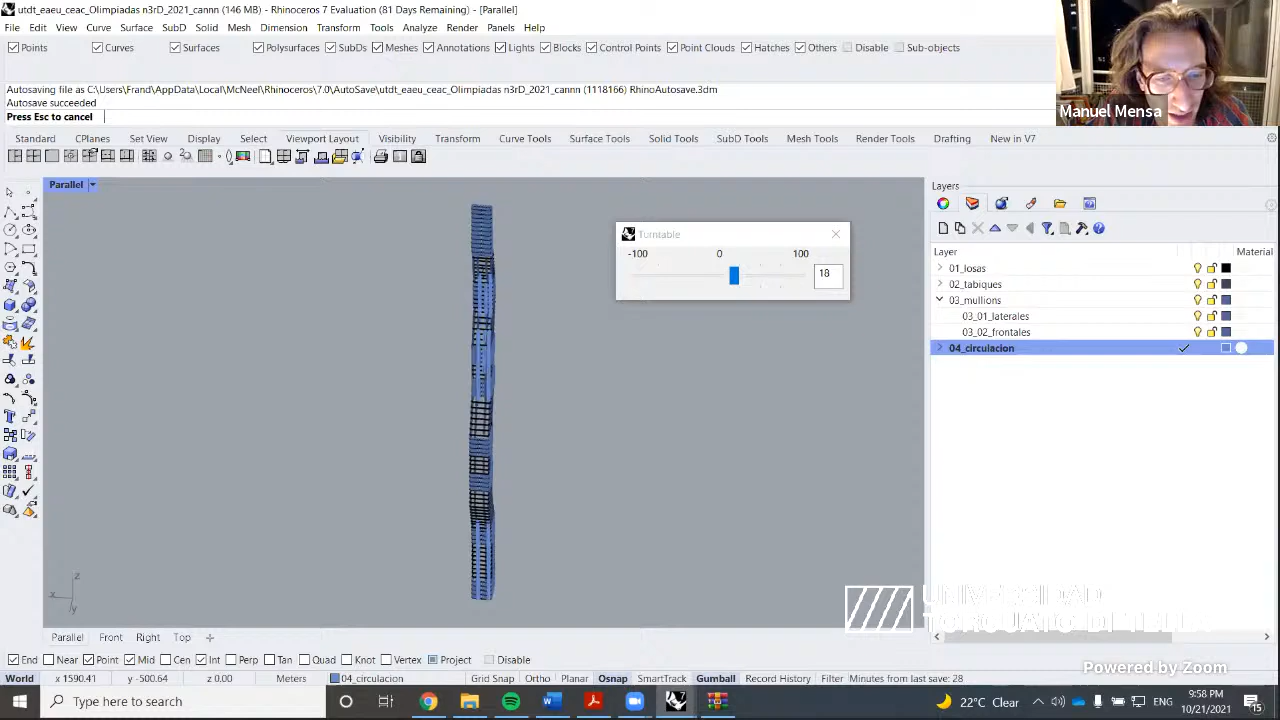 utdt_eaeu_ceac_Olimpiadas n3rD_2021_cannn (146 MB) - Rhinoceros 7 Evaluation (81 Days Remaining) - [Parallel]
File Edit View Curve Surface SubD Solid Mesh Dimension Transform Tools Analyze Render Panels Help
Points Curves Surfaces Polysurfaces SubDs Meshes Annotations Lights Blocks Control Points Point Clouds Hatches Others Disable Sub-objects
Autosaving file as C:\Users\Frand\AppData\Local\McNeel\Rhinoceros\7.0\AutoSave\utdt_eaeu_ceac_Olimpiadas n3rD_2021_cannn (1118166) RhinoAutosave.3dm
Autosave succeeded
Press Esc to cancel
Manuel Mensa
Standard CPlanes Set View Display Select Viewport Layout Visibility Transform Curve Tools Surface Tools Solid Tools SubD Tools Mesh Tools Render Tools Drafting New in V7
Parallel
Layers
Turntable
-100 0 100
18
Layer Material
01_losas
02_tabiques
03_mullions
03_01_laterales
03_02_frontales
04_circulacion
z
x
y
UNIVERSIDAD
TORCUATO DI TELLA
Parallel Front Right Top
End Near Point Mid Cen Int Perp Tan Quad Knot Vertex Project Disable
Powered by Zoom
World x 1590.41 y -500.64 z 0.00 Meters 04_circulacion Grid Snap Ortho Planar Osnap SmartTrack Gumball Record History Filter Minutes from last save: 28
Type here to search
22°C Clear
9:58 PM
10/21/2021
15